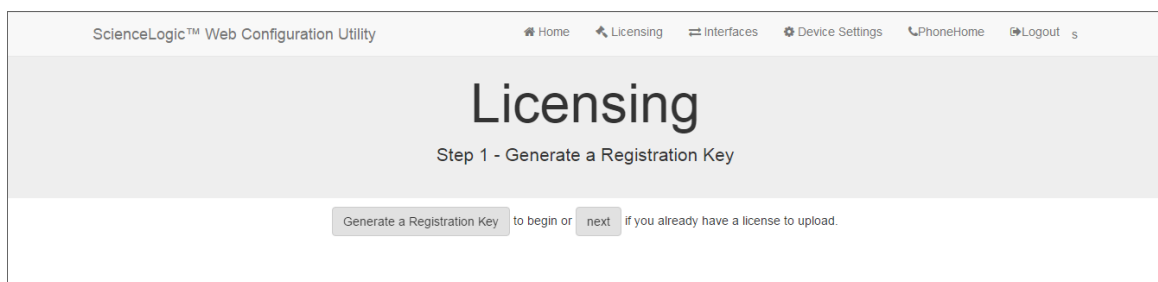 ScienceLogic™ Web Configuration Utility Home Licensing Interfaces Device Settings PhoneHome Logout s
Licensing
Step 1 - Generate a Registration Key
Generate a Registration Key to begin or next if you already have a license to upload.